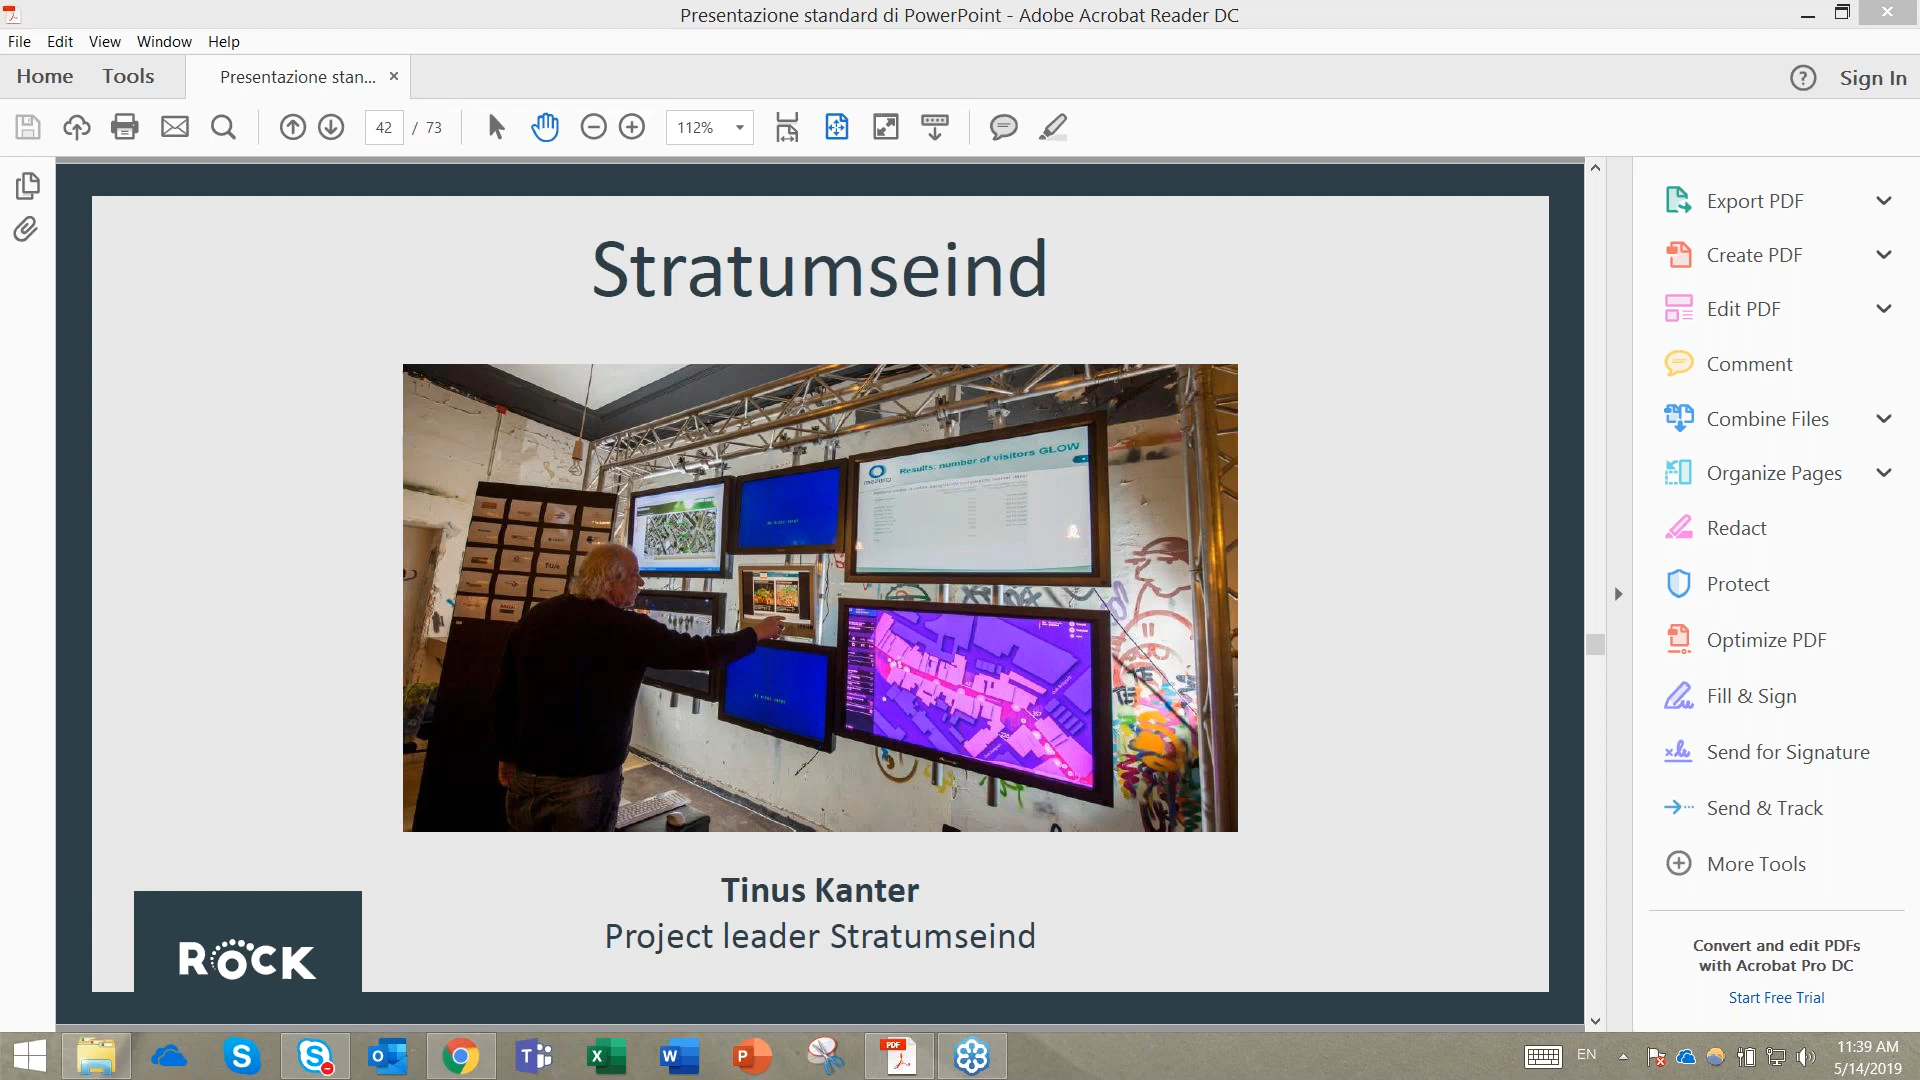 Presentazione standard di PowerPoint - Adobe Acrobat Reader DC
File Edit View Window Help
Home Tools Presentazione stan... × ? Sign In
42 / 73 112%
Stratumseind
Results: number of visitors GLOW
Tinus Kanter
Project leader Stratumseind
ROCK
Export PDF
Create PDF
Edit PDF
Comment
Combine Files
Organize Pages
Redact
Protect
Optimize PDF
Fill & Sign
Send for Signature
Send & Track
More Tools
Convert and edit PDFs
with Acrobat Pro DC
Start Free Trial
EN
11:39 AM
5/14/2019